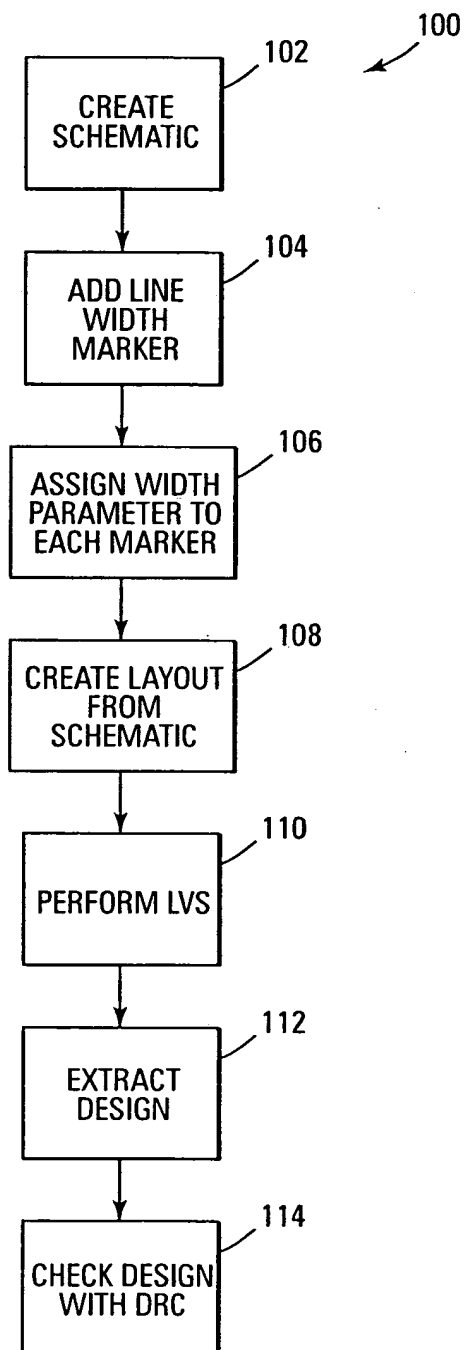 100
102
CREATE
SCHEMATIC
104
ADD LINE
WIDTH
MARKER
106
ASSIGN WIDTH
PARAMETER TO
EACH MARKER
108
CREATE LAYOUT
FROM
SCHEMATIC
110
PERFORM LVS
112
EXTRACT
DESIGN
114
CHECK DESIGN
WITH DRC